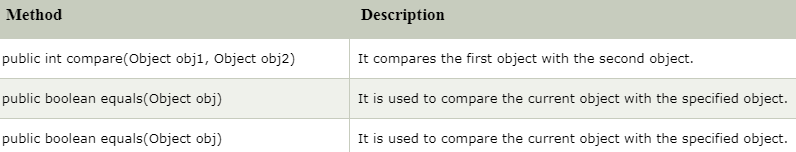 Method Description
public int compare(Object obj1, Object obj2) It compares the first object with the second object.
public boolean equals(Object obj) It is used to compare the current object with the specified object.
public boolean equals(Object obj) It is used to compare the current object with the specified object.